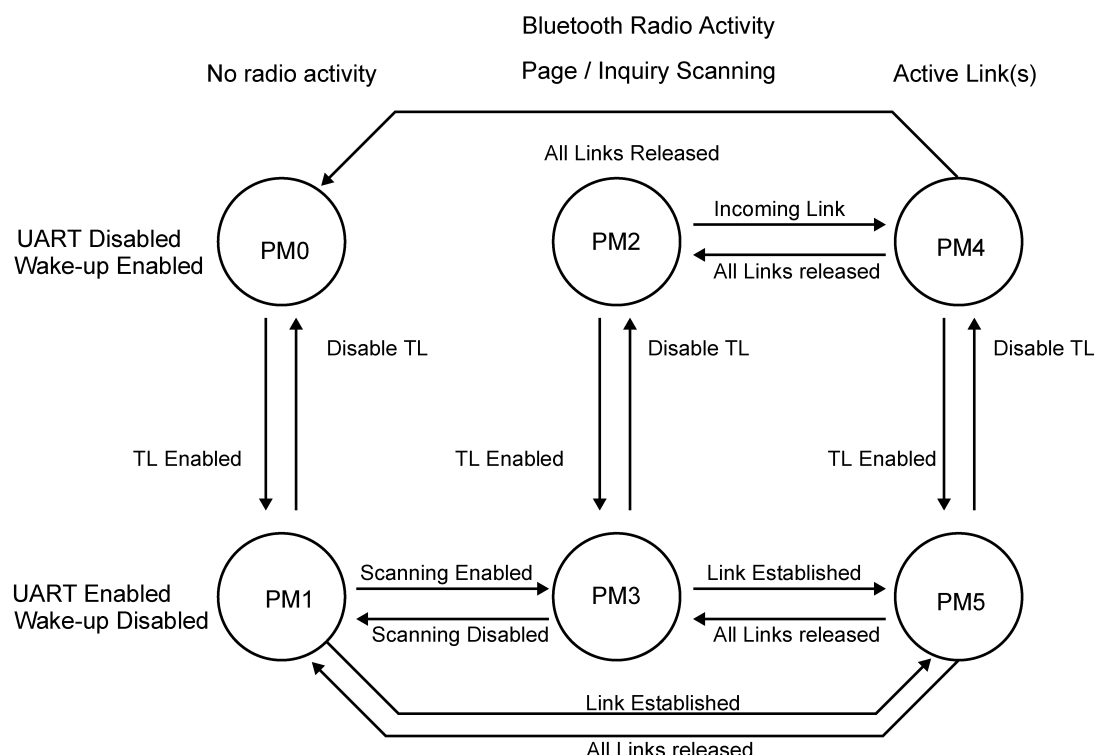 Bluetooth Radio Activity
No radio activity
Page / Inquiry Scanning
Active Link(s)
All Links Released
Incoming Link
UART Disabled
Wake-up Enabled
PM0
PM2
PM4
All Links released
Disable TL
Disable TL
Disable TL
TL Enabled
TL Enabled
TL Enabled
Scanning Enabled
Link Established
UART Enabled
Wake-up Disabled
PM1
PM3
PM5
Scanning Disabled
All Links released
Link Established
All Links released